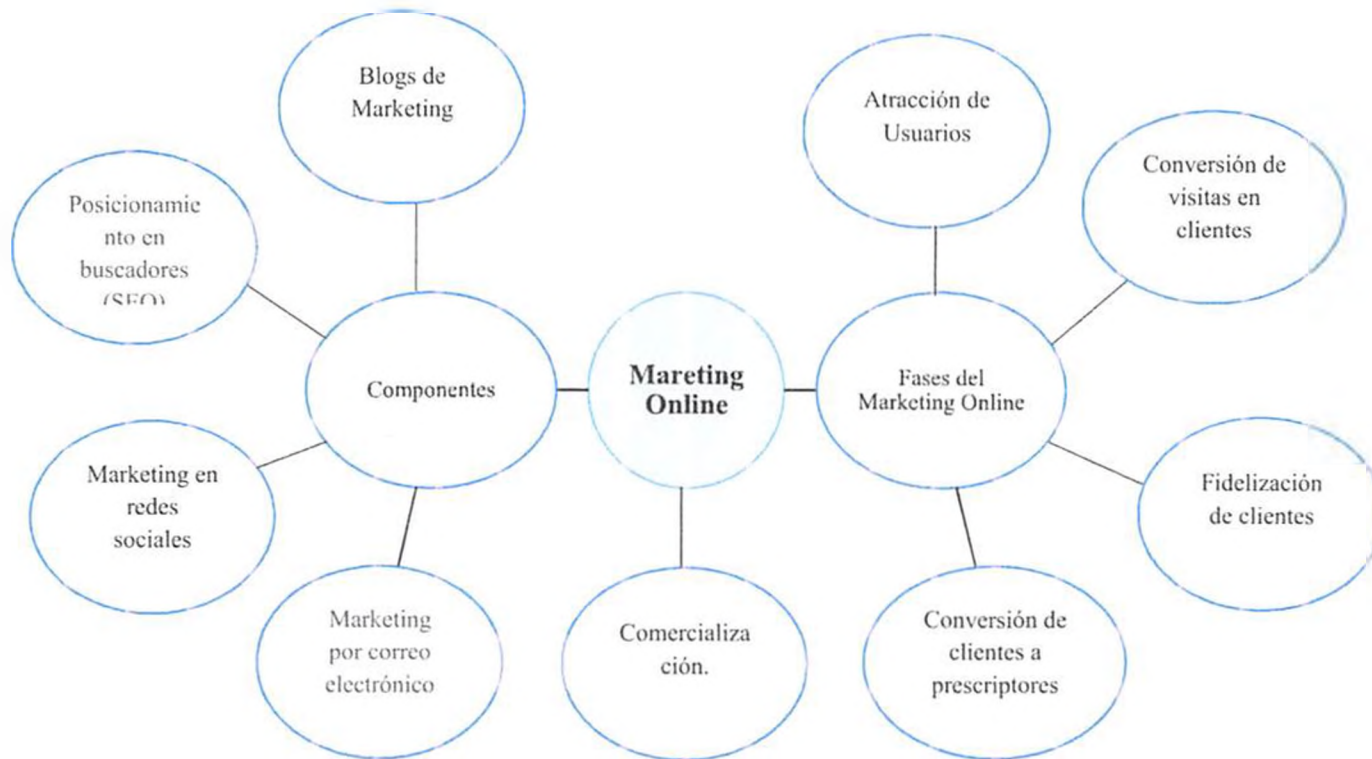 Blogs de
Marketing
Atracción de
Usuarios
Conversión de
visitas en
clientes
Posicionamie
nto en
buscadores
(SEO)
Componentes
Mareting
Online
Fases del
Marketing Online
Marketing en
redes
sociales
Fidelización
de clientes
Marketing
por correo
electrónico
Comercializa
ción.
Conversión de
clientes a
prescriptores